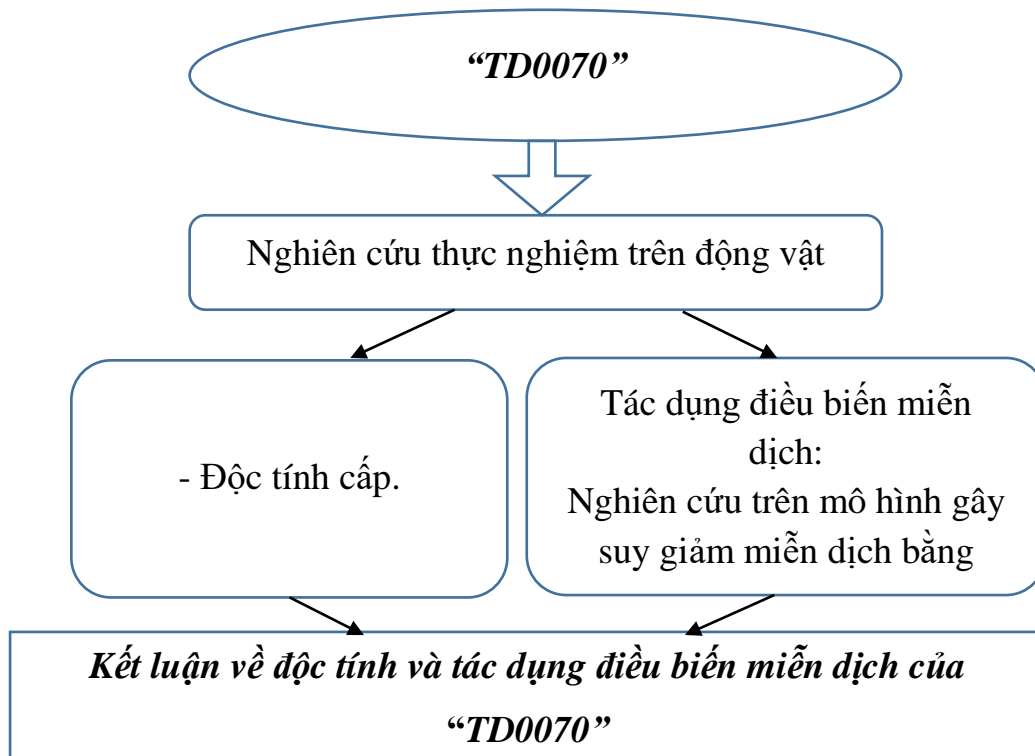 “TD0070”
Nghiên cứu thực nghiệm trên động vật
- Độc tính cấp.
Tác dụng điều biến miễn
dịch:
Nghiên cứu trên mô hình gây
suy giảm miễn dịch bằng
Kết luận về độc tính và tác dụng điều biến miễn dịch của
“TD0070”